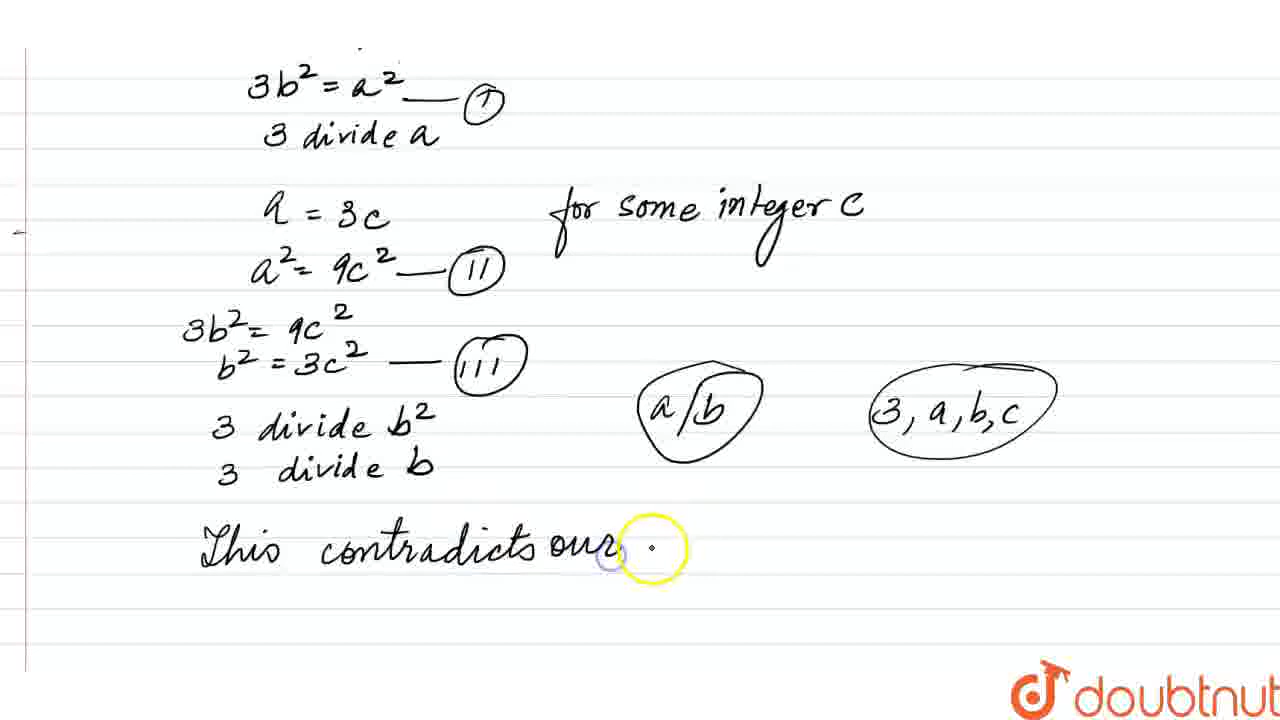 3b² = a² — I
3 divide a
a = 3c for some integer c
a² = 9c² — II
3b² = 9c²
b² = 3c² — III
a/b 3, a, b, c
3 divide b²
3 divide b
This contradicts our
doubtnut